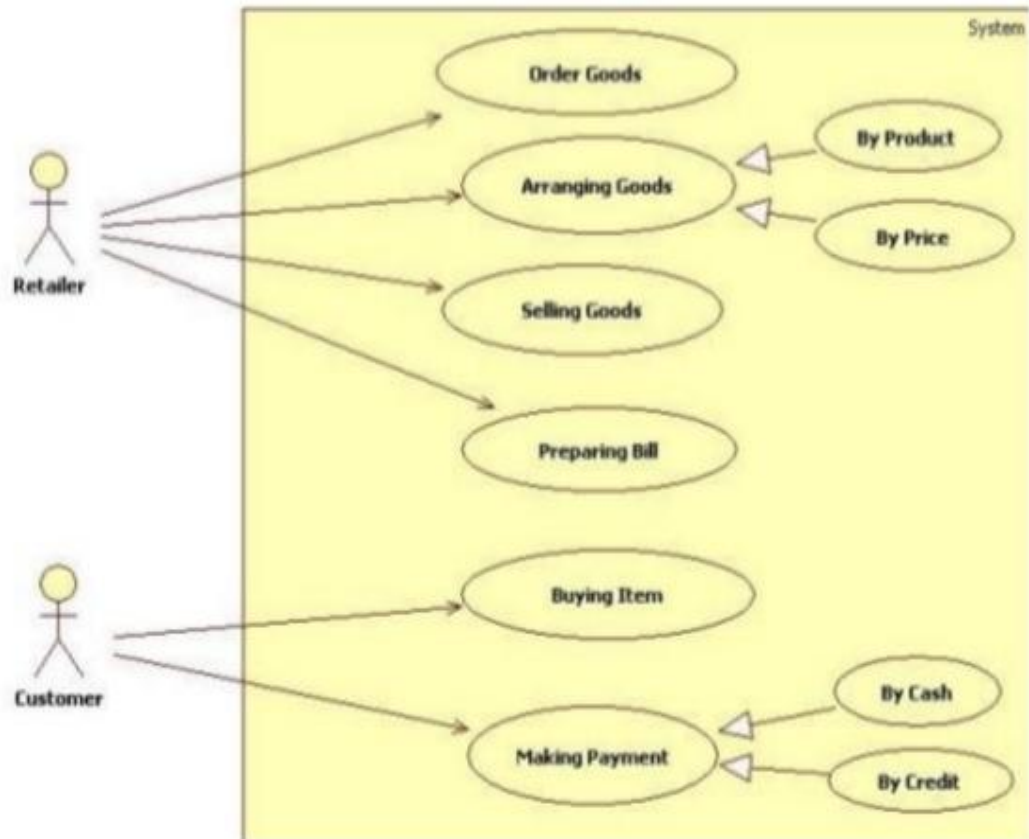 System
Order Goods
By Product
Arranging Goods
By Price
Retailer
Selling Goods
Preparing Bill
Buying Item
Customer
By Cash
Making Payment
By Credit